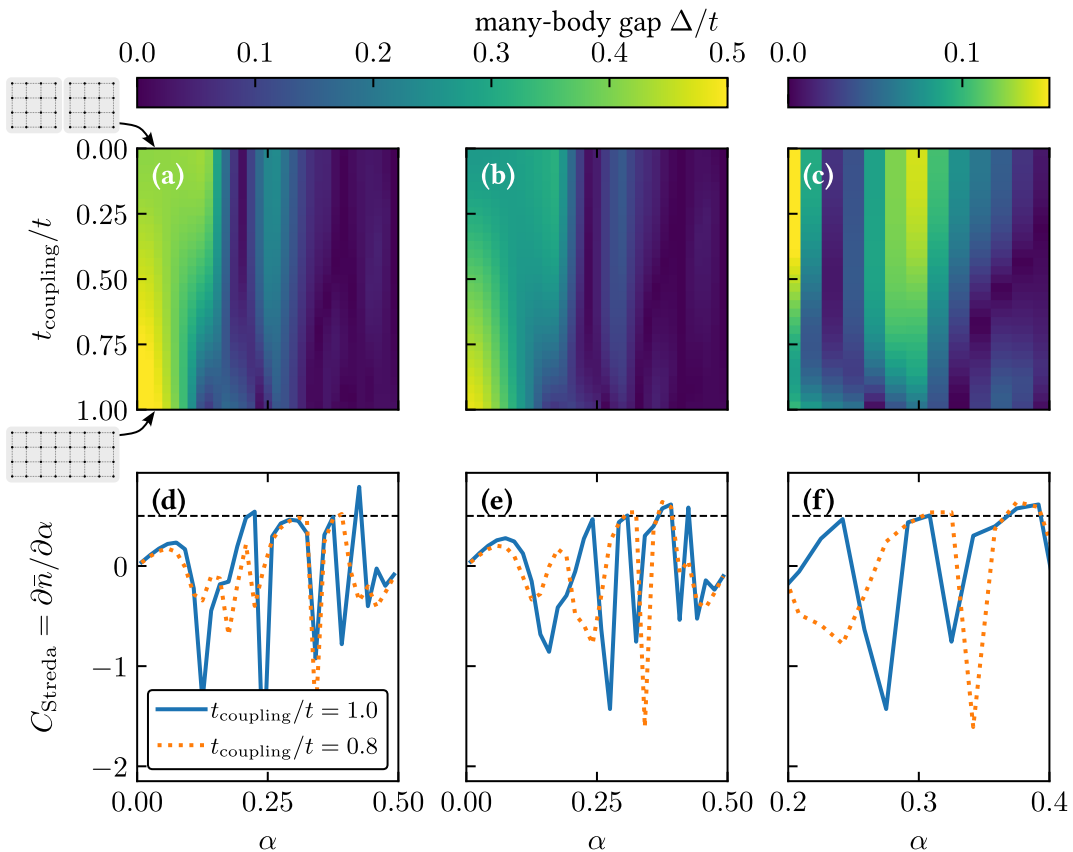 many-body gap Δ/t
0.0 0.1 0.2 0.3 0.4 0.5 0.0 0.1
0.00
0.25
0.50
0.75
1.00
t_coupling/t
(a) (b) (c)
(d) (e) (f)
0
−1
−2
C_Streda = ∂n̄/∂α
t_coupling/t = 1.0
t_coupling/t = 0.8
0.00 0.25 0.50 0.00 0.25 0.50 0.2 0.3 0.4
α α α